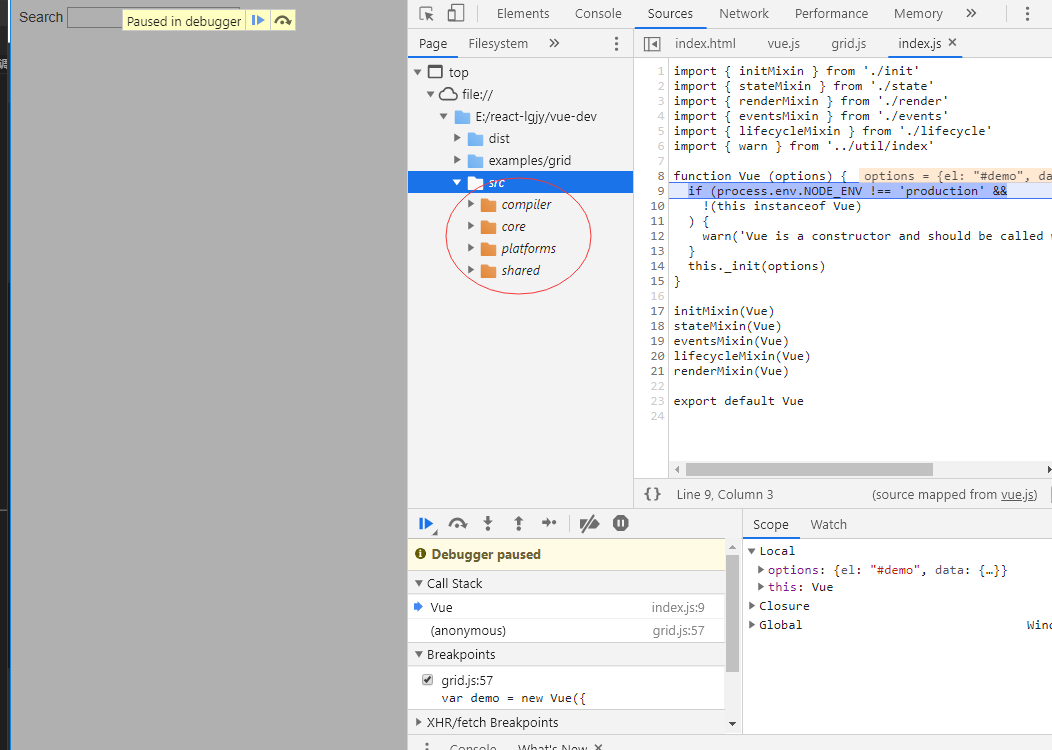 Search
Paused in debugger
Elements Console Sources Network Performance Memory »
Page Filesystem »
index.html vue.js grid.js index.js ×
top
file://
E:/react-lgjy/vue-dev
dist
examples/grid
src
compiler
core
platforms
shared
1 import { initMixin } from './init'
2 import { stateMixin } from './state'
3 import { renderMixin } from './render'
4 import { eventsMixin } from './events'
5 import { lifecycleMixin } from './lifecycle'
6 import { warn } from '../util/index'
7
8 function Vue (options) { options = {el: "#demo", da
9 if (process.env.NODE_ENV !== 'production' &&
10 !(this instanceof Vue)
11 ) {
12 warn('Vue is a constructor and should be called
13 }
14 this._init(options)
15 }
16
17 initMixin(Vue)
18 stateMixin(Vue)
19 eventsMixin(Vue)
20 lifecycleMixin(Vue)
21 renderMixin(Vue)
22
23 export default Vue
24
{} Line 9, Column 3 (source mapped from vue.js)
Debugger paused
Call Stack
Vue index.js:9
(anonymous) grid.js:57
Breakpoints
grid.js:57
var demo = new Vue({
XHR/fetch Breakpoints
Scope Watch
Local
options: {el: "#demo", data: {…}}
this: Vue
Closure
Global Wind
Console What's New ×